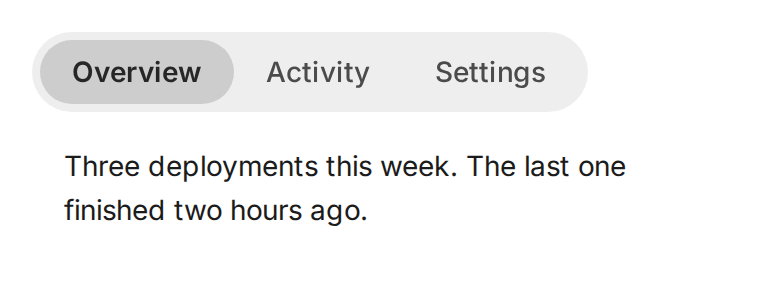 Overview Activity Settings
Three deployments this week. The last one
finished two hours ago.